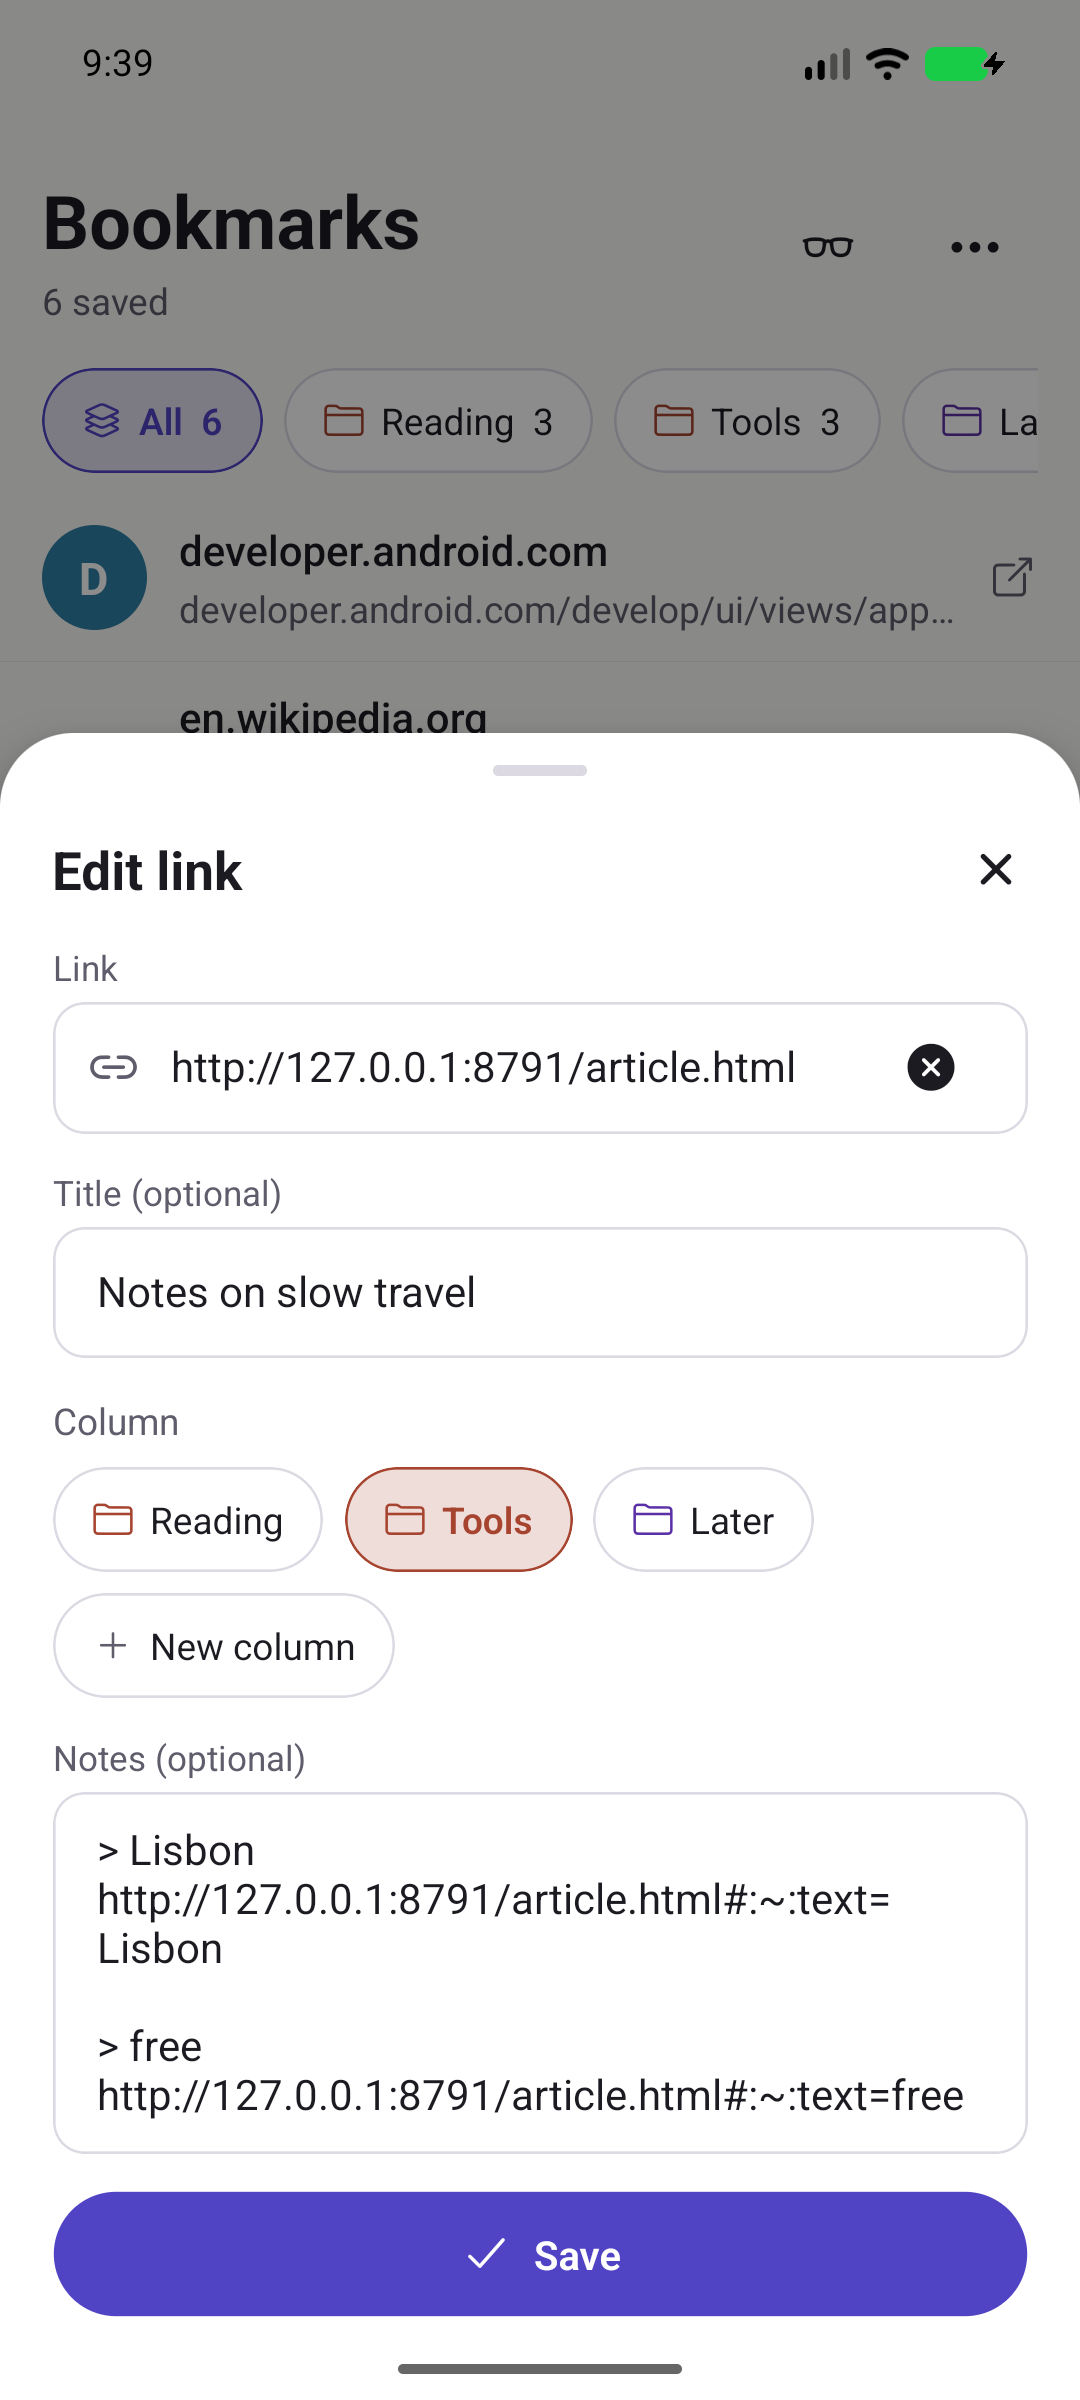 9:39
Bookmarks
6 saved
All 6
Reading 3
Tools 3
La
D
developer.android.com
developer.android.com/develop/ui/views/app...
en.wikipedia.org
Edit link
Link
http://127.0.0.1:8791/article.html
Title (optional)
Notes on slow travel
Column
Reading
Tools
Later
New column
Notes (optional)
> Lisbon
http://127.0.0.1:8791/article.html#:~:text=
Lisbon
> free
http://127.0.0.1:8791/article.html#:~:text=free
Save